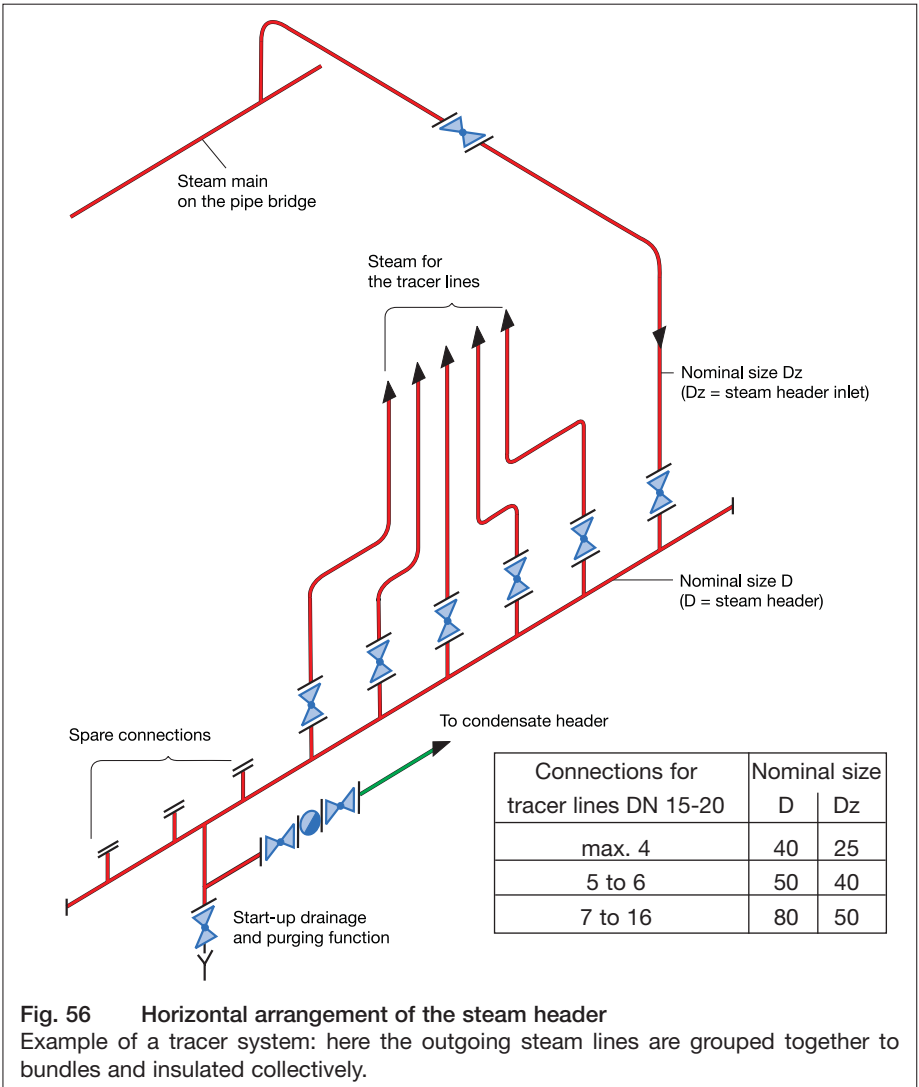 Steam main
on the pipe bridge
Steam for
the tracer lines
Nominal size Dz
(Dz = steam header inlet)
Nominal size D
(D = steam header)
To condensate header
Spare connections
Start-up drainage
and purging function
Connections for Nominal size
tracer lines DN 15-20 D Dz
max. 4 40 25
5 to 6 50 40
7 to 16 80 50
Fig. 56 Horizontal arrangement of the steam header
Example of a tracer system: here the outgoing steam lines are grouped together to
bundles and insulated collectively.